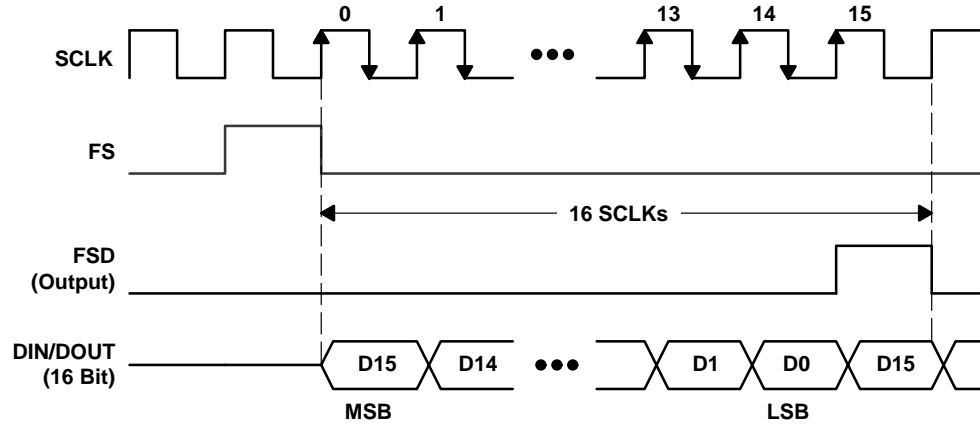 0 1 13 14 15
SCLK
FS
16 SCLKs
FSD
(Output)
DIN/DOUT
(16 Bit)
D15 D14 D1 D0 D15
MSB LSB